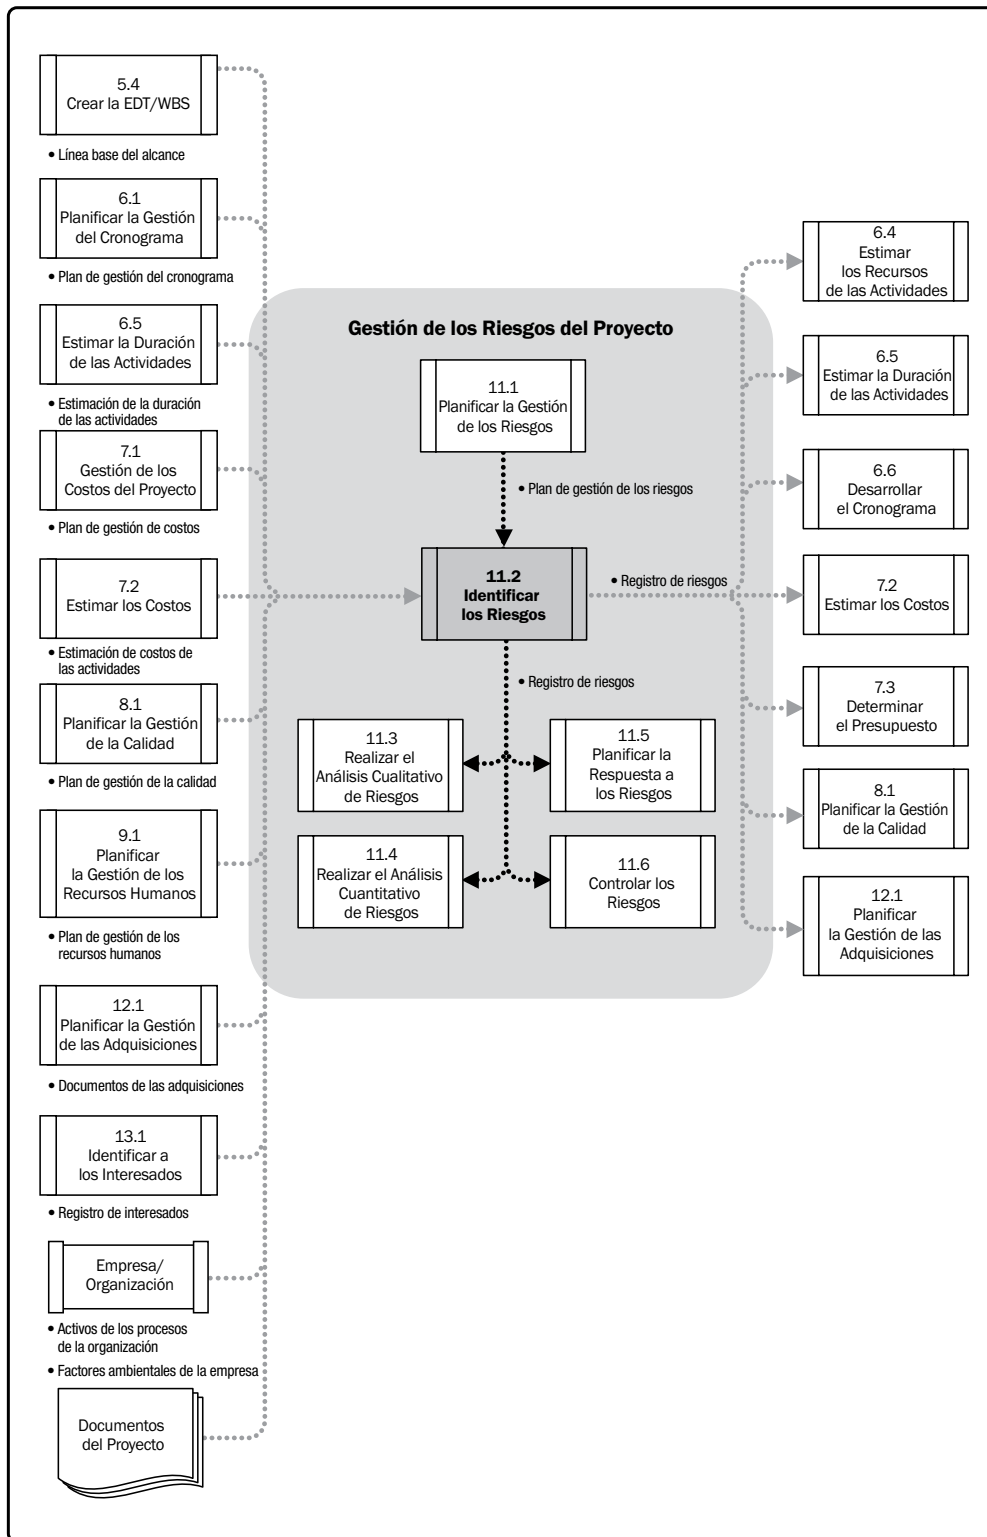 5.4
Crear la EDT/WBS
• Línea base del alcance
6.1
Planificar la Gestión
del Cronograma
• Plan de gestión del cronograma
6.5
Estimar la Duración
de las Actividades
• Estimación de la duración
de las actividades
7.1
Gestión de los
Costos del Proyecto
• Plan de gestión de costos
7.2
Estimar los Costos
• Estimación de costos de
las actividades
8.1
Planificar la Gestión
de la Calidad
• Plan de gestión de la calidad
9.1
Planificar
la Gestión de los
Recursos Humanos
• Plan de gestión de los
recursos humanos
12.1
Planificar la Gestión
de las Adquisiciones
• Documentos de las adquisiciones
13.1
Identificar a
los Interesados
• Registro de interesados
Empresa/
Organización
• Activos de los procesos
de la organización
• Factores ambientales de la empresa
Documentos
del Proyecto
Gestión de los Riesgos del Proyecto
11.1
Planificar la Gestión
de los Riesgos
• Plan de gestión de los riesgos
11.2
Identificar
los Riesgos
• Registro de riesgos
• Registro de riesgos
11.3
Realizar el
Análisis Cualitativo
de Riesgos
11.5
Planificar la
Respuesta a
los Riesgos
11.4
Realizar el Análisis
Cuantitativo
de Riesgos
11.6
Controlar los
Riesgos
6.4
Estimar
los Recursos
de las Actividades
6.5
Estimar la Duración
de las Actividades
6.6
Desarrollar
el Cronograma
7.2
Estimar los Costos
7.3
Determinar
el Presupuesto
8.1
Planificar la Gestión
de la Calidad
12.1
Planificar
la Gestión de las
Adquisiciones